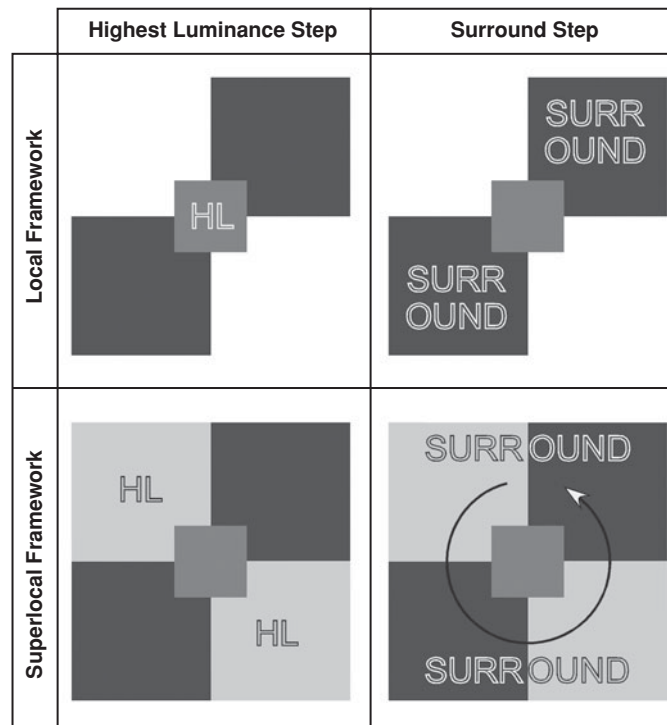 Highest Luminance Step
Surround Step
Local Framework
HL
SURR
OUND
SURR
OUND
Superlocal Framework
HL
HL
SURROUND
SURROUND